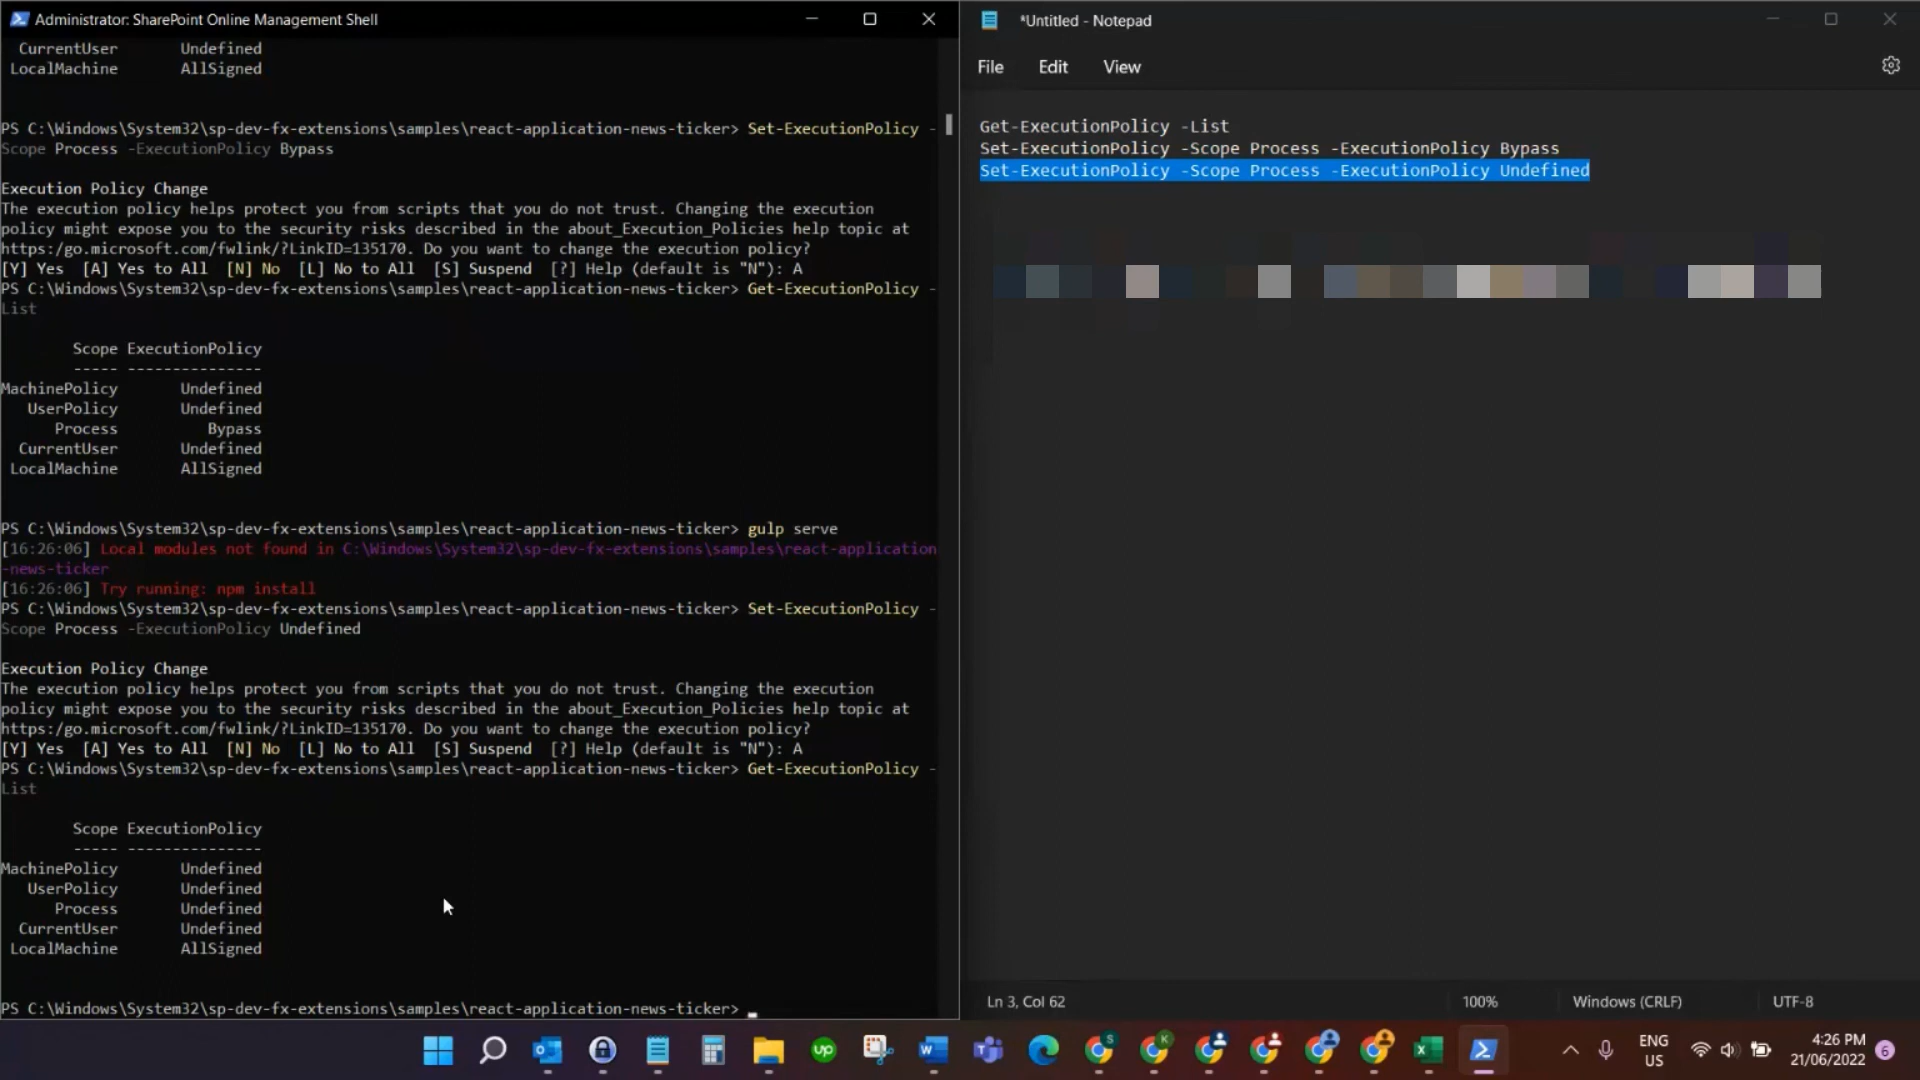 Administrator: SharePoint Online Management Shell
CurrentUser Undefined
LocalMachine AllSigned
PS C:\Windows\System32\sp-dev-fx-extensions\samples\react-application-news-ticker> Set-ExecutionPolicy -
Scope Process -ExecutionPolicy Bypass
Execution Policy Change
The execution policy helps protect you from scripts that you do not trust. Changing the execution
policy might expose you to the security risks described in the about_Execution_Policies help topic at
https:/go.microsoft.com/fwlink/?LinkID=135170. Do you want to change the execution policy?
[Y] Yes [A] Yes to All [N] No [L] No to All [S] Suspend [?] Help (default is "N"): A
PS C:\Windows\System32\sp-dev-fx-extensions\samples\react-application-news-ticker> Get-ExecutionPolicy -
List
Scope ExecutionPolicy
----- ---------------
MachinePolicy Undefined
UserPolicy Undefined
Process Bypass
CurrentUser Undefined
LocalMachine AllSigned
PS C:\Windows\System32\sp-dev-fx-extensions\samples\react-application-news-ticker> gulp serve
[16:26:06] Local modules not found in C:\Windows\System32\sp-dev-fx-extensions\samples\react-application
-news-ticker
[16:26:06] Try running: npm install
PS C:\Windows\System32\sp-dev-fx-extensions\samples\react-application-news-ticker> Set-ExecutionPolicy -
Scope Process -ExecutionPolicy Undefined
Execution Policy Change
The execution policy helps protect you from scripts that you do not trust. Changing the execution
policy might expose you to the security risks described in the about_Execution_Policies help topic at
https:/go.microsoft.com/fwlink/?LinkID=135170. Do you want to change the execution policy?
[Y] Yes [A] Yes to All [N] No [L] No to All [S] Suspend [?] Help (default is "N"): A
PS C:\Windows\System32\sp-dev-fx-extensions\samples\react-application-news-ticker> Get-ExecutionPolicy -
List
Scope ExecutionPolicy
----- ---------------
MachinePolicy Undefined
UserPolicy Undefined
Process Undefined
CurrentUser Undefined
LocalMachine AllSigned
PS C:\Windows\System32\sp-dev-fx-extensions\samples\react-application-news-ticker>
*Untitled - Notepad
File Edit View
Get-ExecutionPolicy -List
Set-ExecutionPolicy -Scope Process -ExecutionPolicy Bypass
Set-ExecutionPolicy -Scope Process -ExecutionPolicy Undefined
Ln 3, Col 62 100% Windows (CRLF) UTF-8
up
S
K
ENG
US
4:26 PM
21/06/2022
6